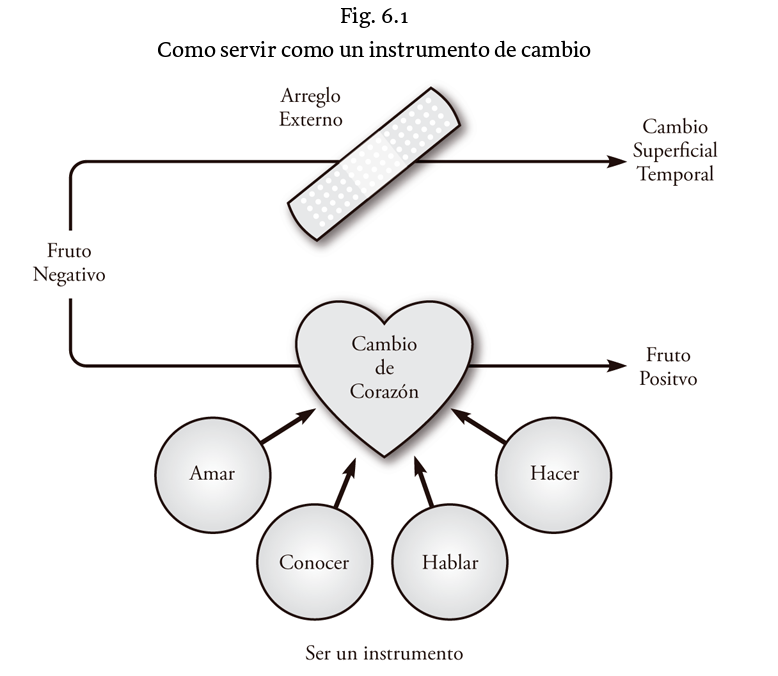 Fig. 6.1
Como servir como un instrumento de cambio
Arreglo
Externo
Cambio
Superficial
Temporal
Fruto
Negativo
Cambio
de
Corazón
Fruto
Positvo
Amar
Hacer
Conocer
Hablar
Ser un instrumento